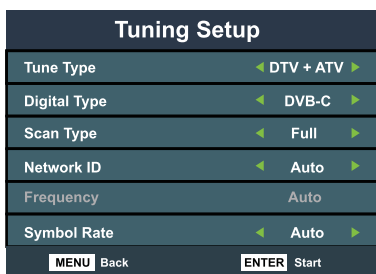 Tuning Setup
Tune Type DTV + ATV
Digital Type DVB-C
Scan Type Full
Network ID Auto
Frequency Auto
Symbol Rate Auto
MENU Back ENTER Start